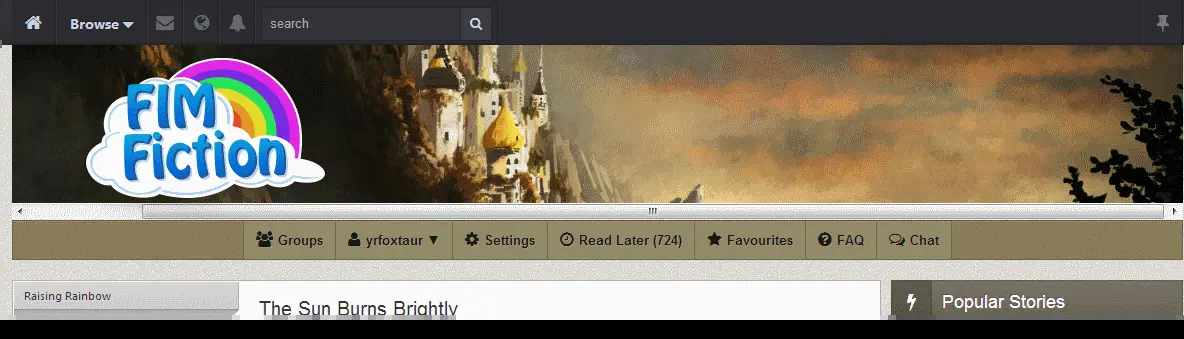 Browse
search
FIM
Fiction
Groups yrfoxtaur ▼ Settings Read Later (724) Favourites FAQ Chat
Raising Rainbow
The Sun Burns Brightly
Popular Stories